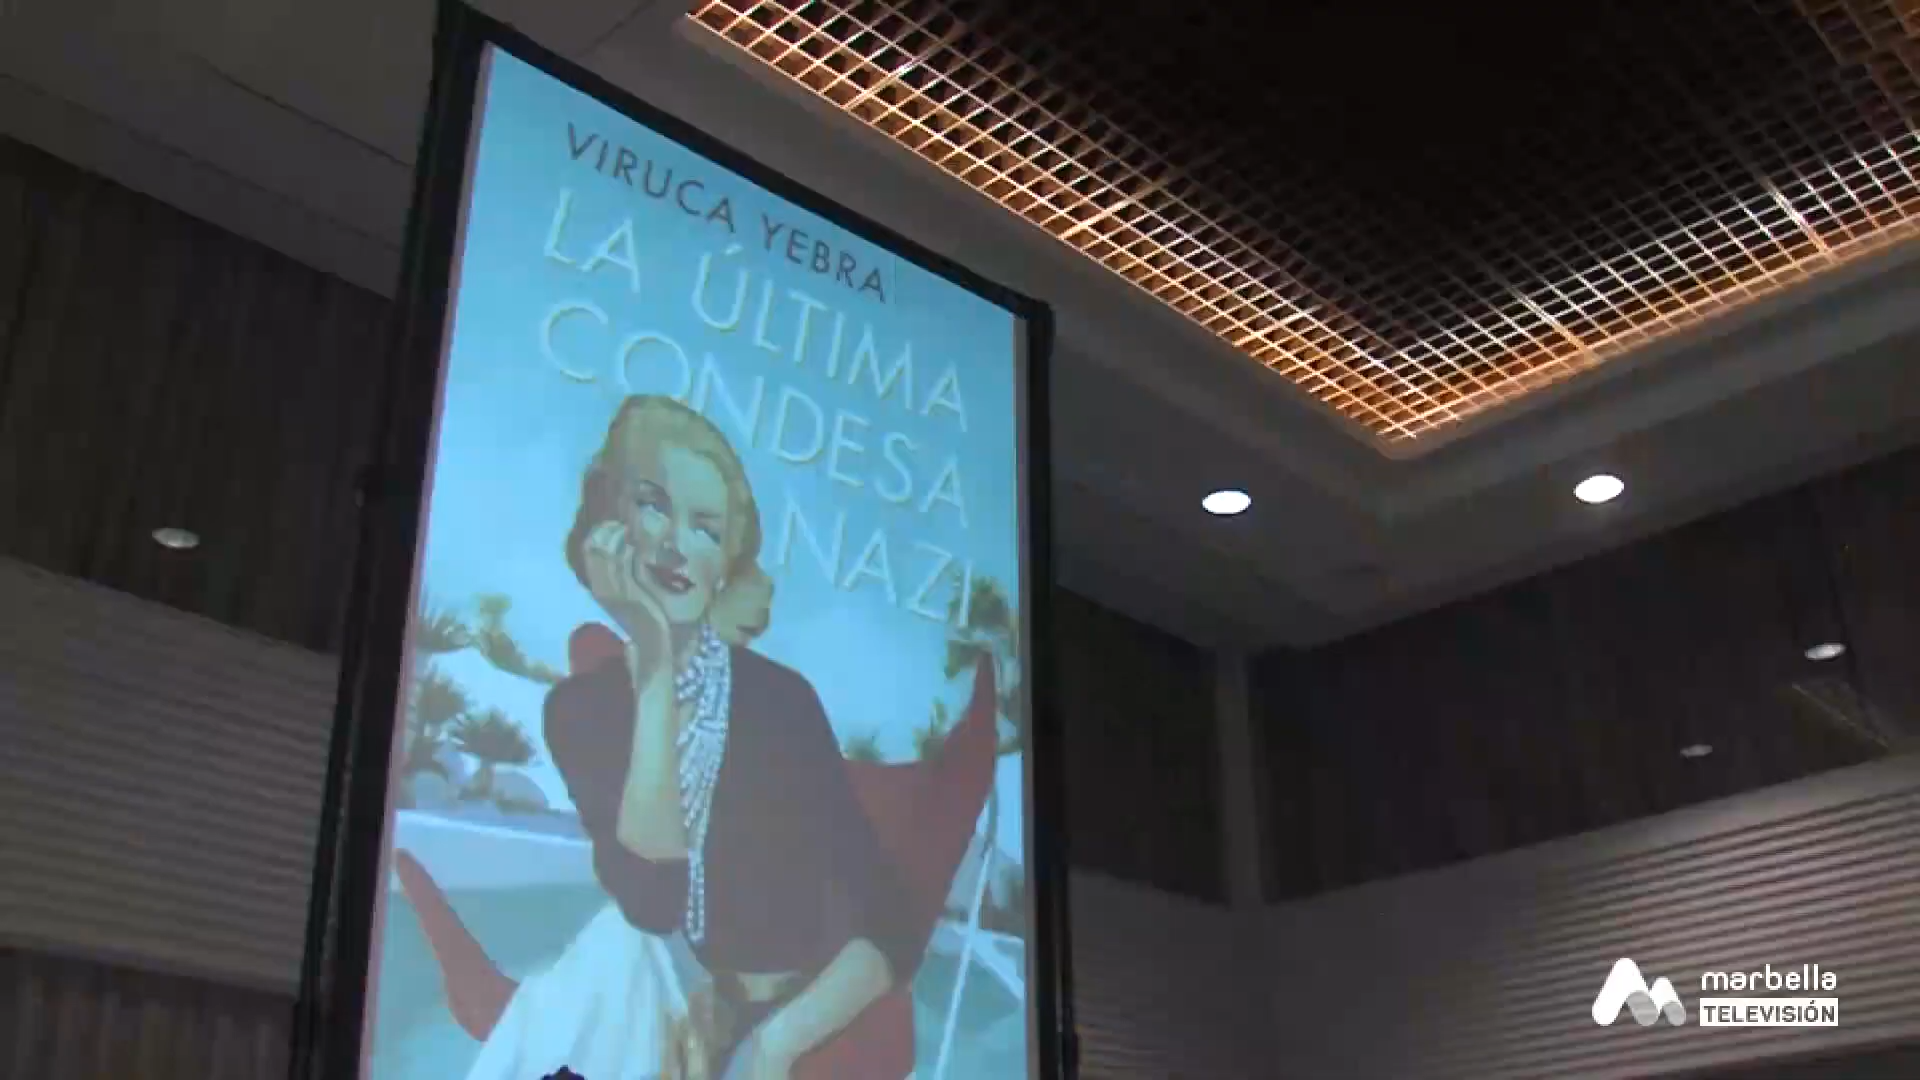 VIRUCA YEBRA
LA ÚLTIMA
CONDESA
NAZI
marbella
TELEVISIÓN